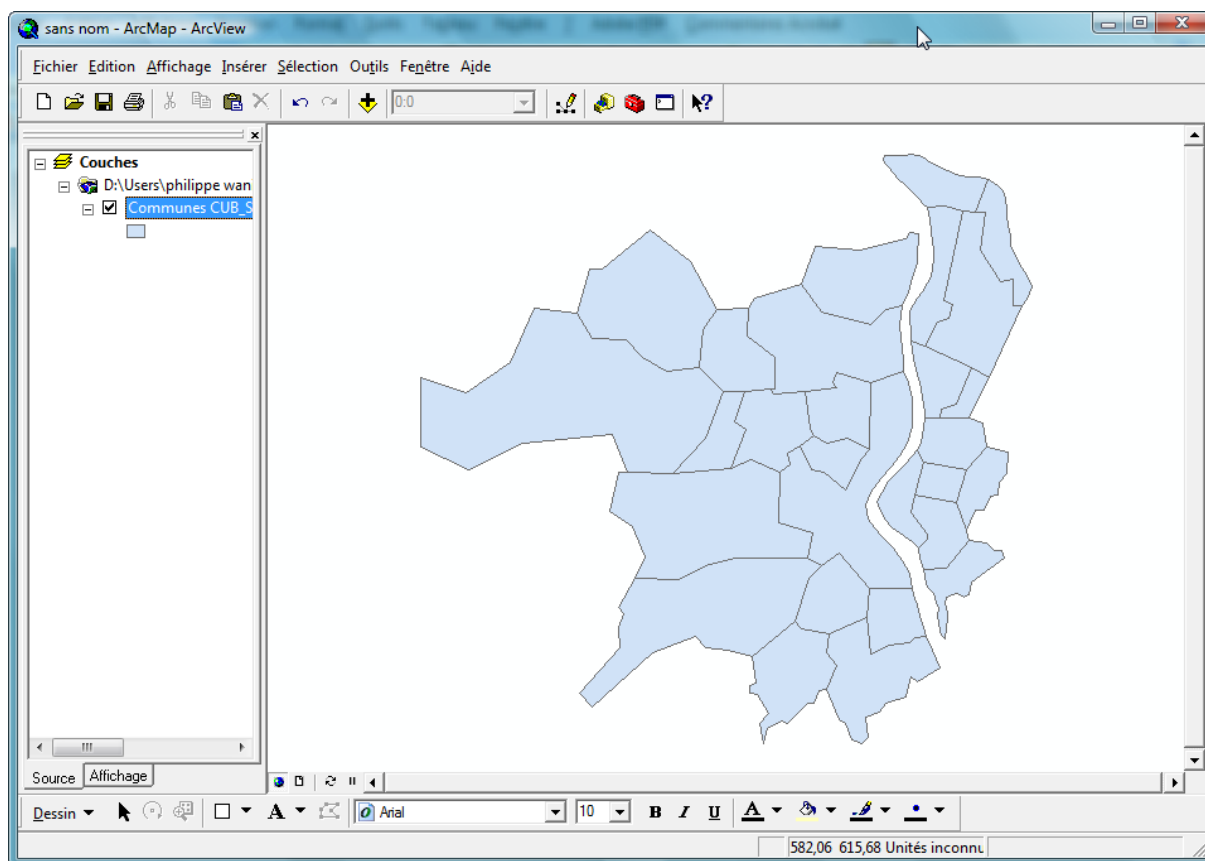 sans nom - ArcMap - ArcView
Fichier Edition Affichage Insérer Sélection Outils Fenêtre Aide
0:0
Couches
D:\Users\philippe wan
Communes CUB_S
Source Affichage
Dessin A Arial 10 B I U A
582,06 615,68 Unités inconnu